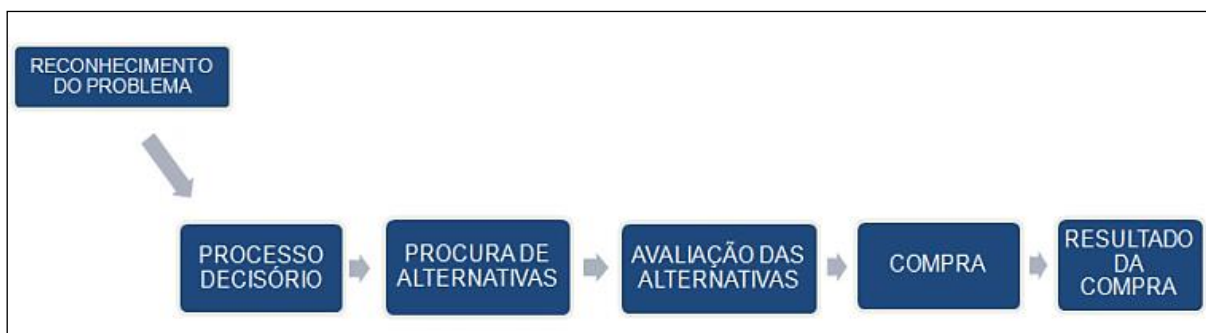 RECONHECIMENTO
DO PROBLEMA
PROCESSO
DECISÓRIO
PROCURA DE
ALTERNATIVAS
AVALIAÇÃO DAS
ALTERNATIVAS
COMPRA
RESULTADO
DA
COMPRA